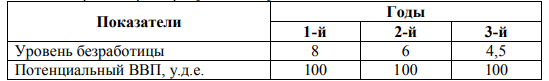 Показатели Годы
1-й 2-й 3-й
Уровень безработицы 8 6 4,5
Потенциальный ВВП, у.д.е. 100 100 100